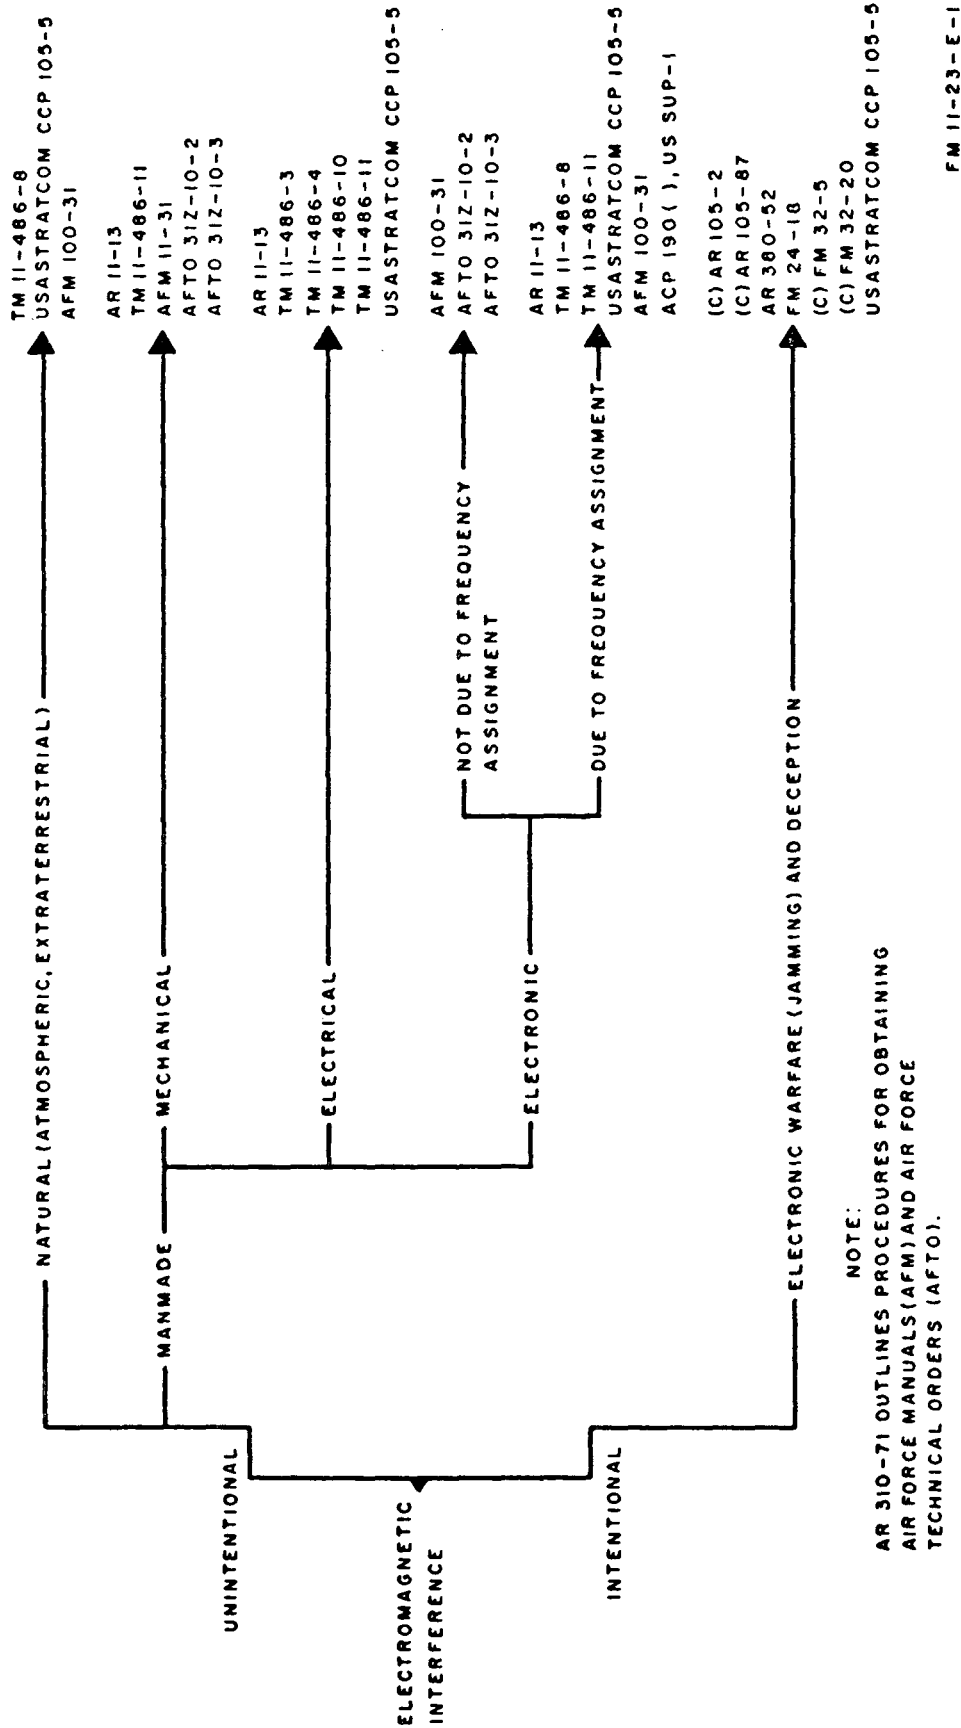 ELECTROMAGNETIC
INTERFERENCE
UNINTENTIONAL
NATURAL (ATMOSPHERIC, EXTRATERRESTRIAL)
TM 11-486-8
USASTRATCOM CCP 105-5
AFM 100-31
MANMADE
MECHANICAL
AR 11-13
TM 11-486-11
AFM 11-31
AFTO 31Z-10-2
AFTO 31Z-10-3
ELECTRICAL
AR 11-13
TM 11-486-3
TM 11-486-4
TM 11-486-10
TM 11-486-11
USASTRATCOM CCP 105-5
ELECTRONIC
NOT DUE TO FREQUENCY
ASSIGNMENT
AFM 100-31
AFTO 31Z-10-2
AFTO 31Z-10-3
DUE TO FREQUENCY ASSIGNMENT
AR 11-13
TM 11-486-8
TM 11-486-11
USASTRATCOM CCP 105-5
AFM 100-31
ACP 190 ( ), US SUP-1
INTENTIONAL
ELECTRONIC WARFARE (JAMMING) AND DECEPTION
(C) AR 105-2
(C) AR 105-87
AR 380-52
FM 24-18
(C) FM 32-5
(C) FM 32-20
USASTRATCOM CCP 105-5
NOTE:
AR 310-71 OUTLINES PROCEDURES FOR OBTAINING
AIR FORCE MANUALS (AFM) AND AIR FORCE
TECHNICAL ORDERS (AFTO).
FM 11-23-E-1